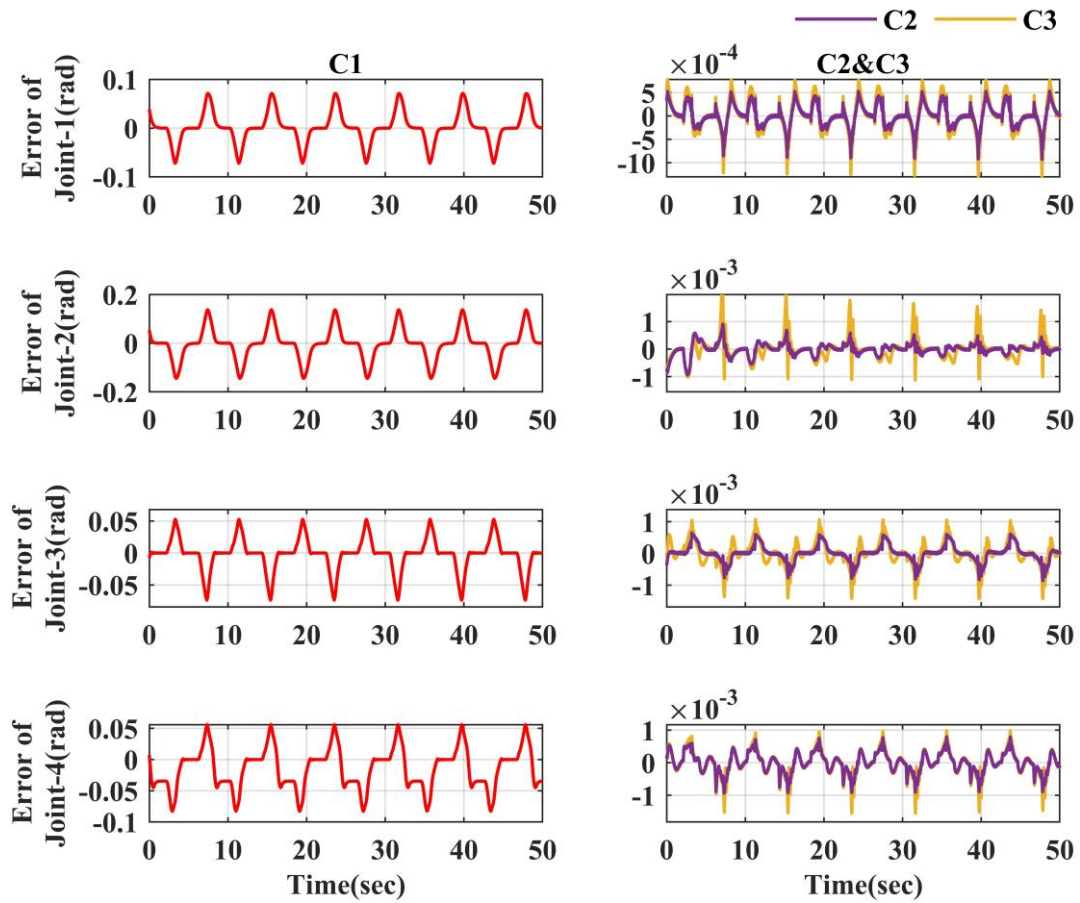 C2 C3
C1
C2&C3
Error of
Joint-1(rad)
0.1
0
-0.1
0 10 20 30 40 50
×10-4
5
0
-5
-10
0 10 20 30 40 50
Error of
Joint-2(rad)
0.2
0
-0.2
0 10 20 30 40 50
×10-3
1
0
-1
0 10 20 30 40 50
Error of
Joint-3(rad)
0.05
0
-0.05
0 10 20 30 40 50
×10-3
1
0
-1
0 10 20 30 40 50
Error of
Joint-4(rad)
0.05
0
-0.05
-0.1
0 10 20 30 40 50
Time(sec)
×10-3
1
0
-1
0 10 20 30 40 50
Time(sec)